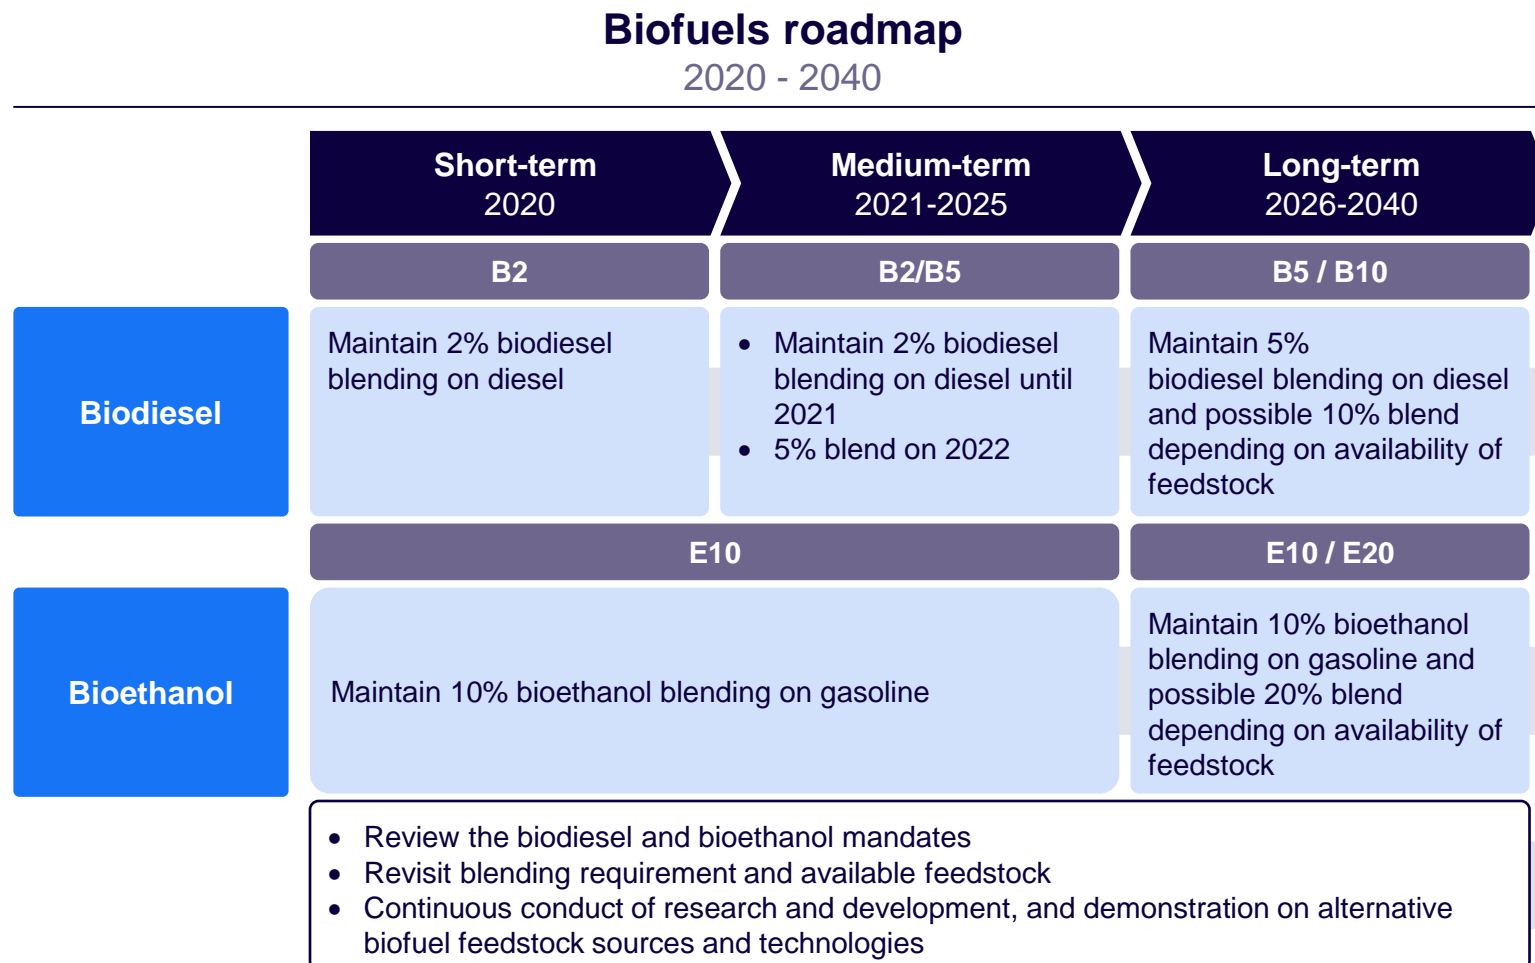 Biofuels roadmap
2020 - 2040
Short-term
2020
Medium-term
2021-2025
Long-term
2026-2040
B2
B2/B5
B5 / B10
Biodiesel
Maintain 2% biodiesel
blending on diesel
• Maintain 2% biodiesel
blending on diesel until
2021
• 5% blend on 2022
Maintain 5%
biodiesel blending on diesel
and possible 10% blend
depending on availability of
feedstock
E10
E10 / E20
Bioethanol
Maintain 10% bioethanol blending on gasoline
Maintain 10% bioethanol
blending on gasoline and
possible 20% blend
depending on availability of
feedstock
• Review the biodiesel and bioethanol mandates
• Revisit blending requirement and available feedstock
• Continuous conduct of research and development, and demonstration on alternative
biofuel feedstock sources and technologies